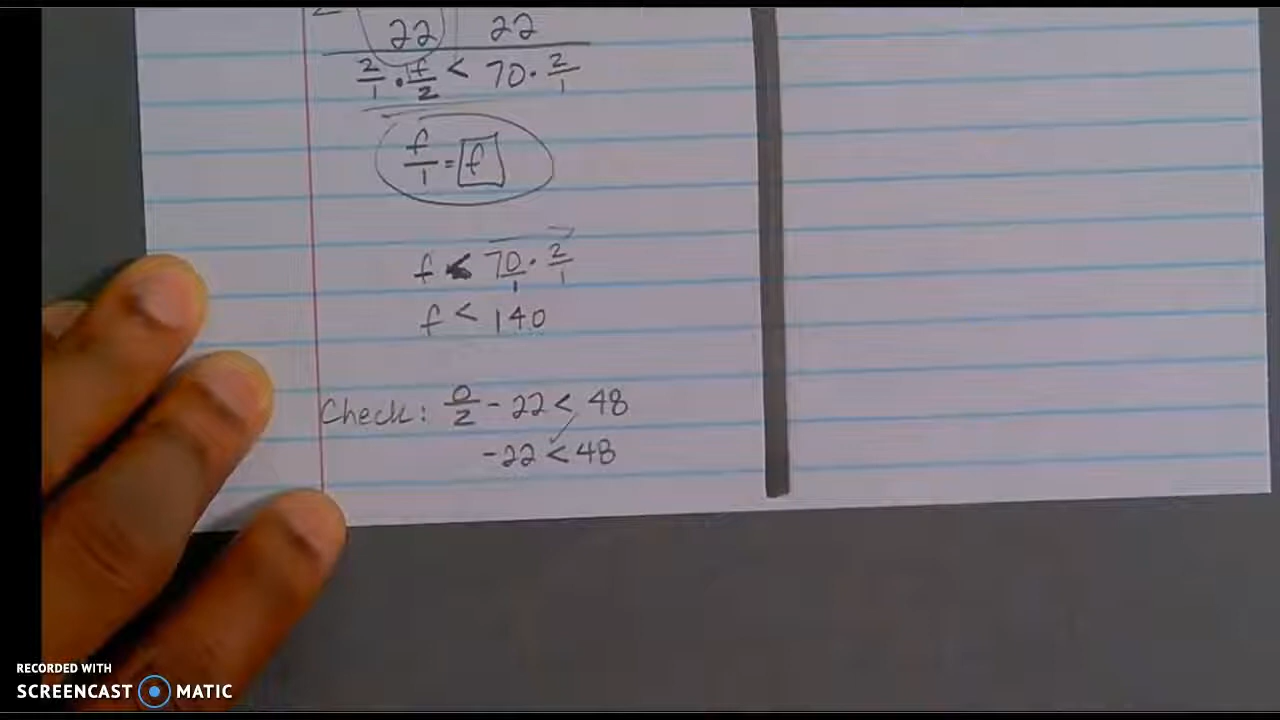 22 22
2/1 · f/2 < 70 · 2/1
f/1 = f
f < 70/1 · 2/1
f < 140
Check: 0/2 - 22 < 48
-22 < 48
RECORDED WITH
SCREENCAST MATIC